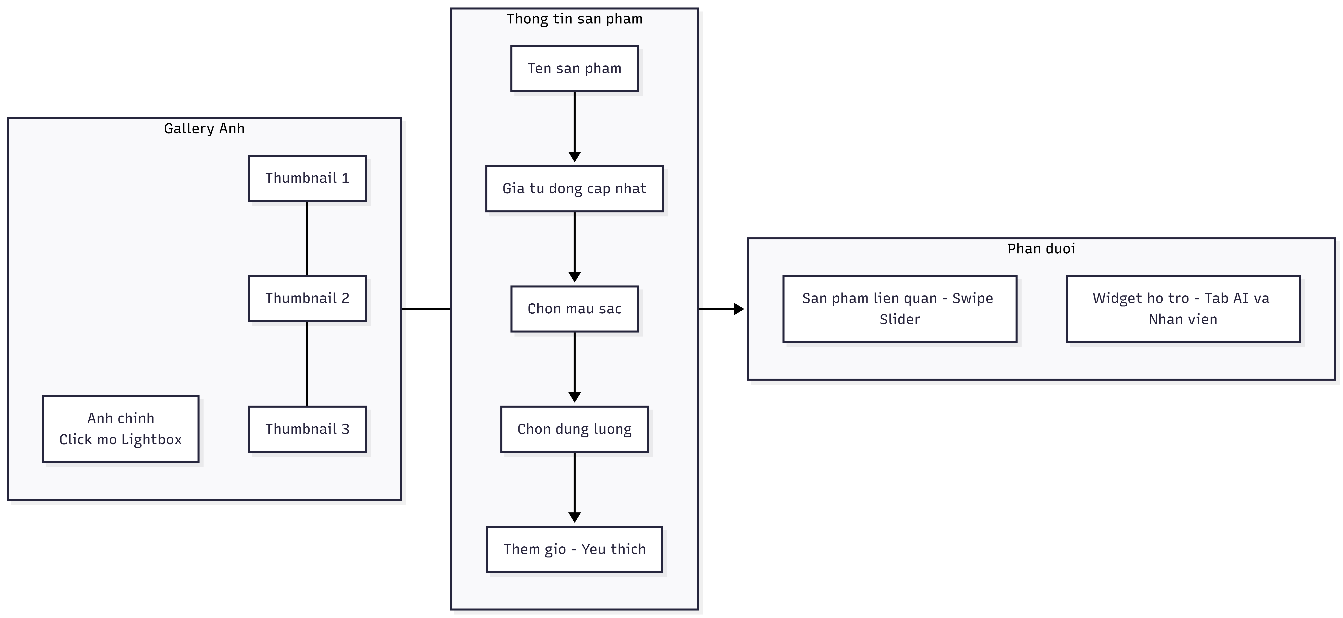 Gallery Anh
Thumbnail 1
Thumbnail 2
Thumbnail 3
Anh chinh
Click mo Lightbox
Thong tin san pham
Ten san pham
Gia tu dong cap nhat
Chon mau sac
Chon dung luong
Them gio - Yeu thich
Phan duoi
San pham lien quan - Swipe
Slider
Widget ho tro - Tab AI va
Nhan vien